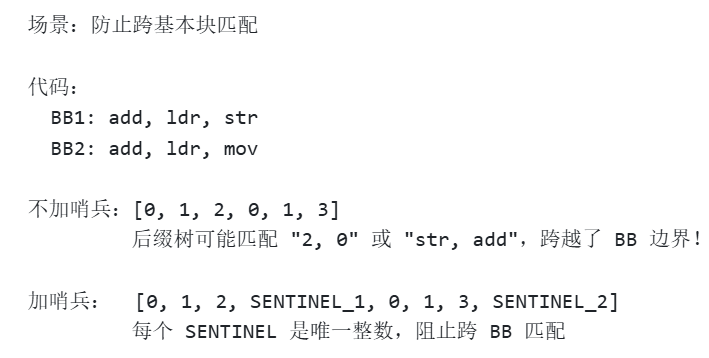 场景：防止跨基本块匹配
代码：
BB1: add, ldr, str
BB2: add, ldr, mov
不加哨兵：[0, 1, 2, 0, 1, 3]
后缀树可能匹配 "2, 0" 或 "str, add"，跨越了 BB 边界！
加哨兵： [0, 1, 2, SENTINEL_1, 0, 1, 3, SENTINEL_2]
每个 SENTINEL 是唯一整数，阻止跨 BB 匹配